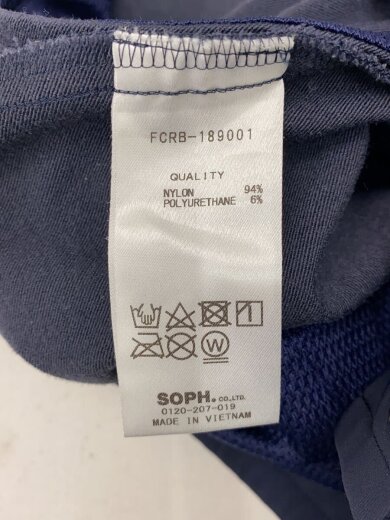 FCRB-189001
QUALITY
NYLON 94%
POLYURETHANE 6%
W
SOPH. CO.,LTD.
0120-207-019
MADE IN VIETNAM